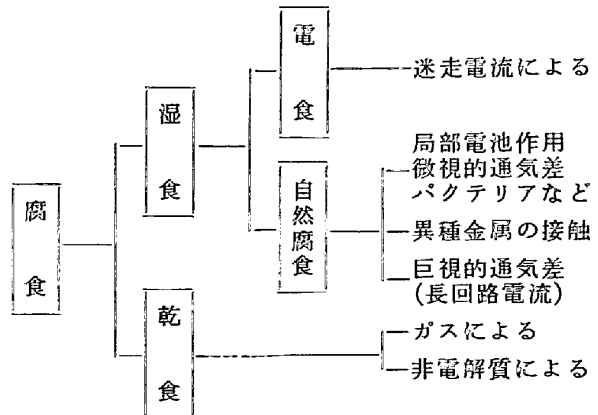 腐食
湿食
電食
迷走電流による
自然腐食
局部電池作用
微視的通気差
パクテリアなど
異種金属の接触
巨視的通気差
(長回路電流)
乾食
ガスによる
非電解質による